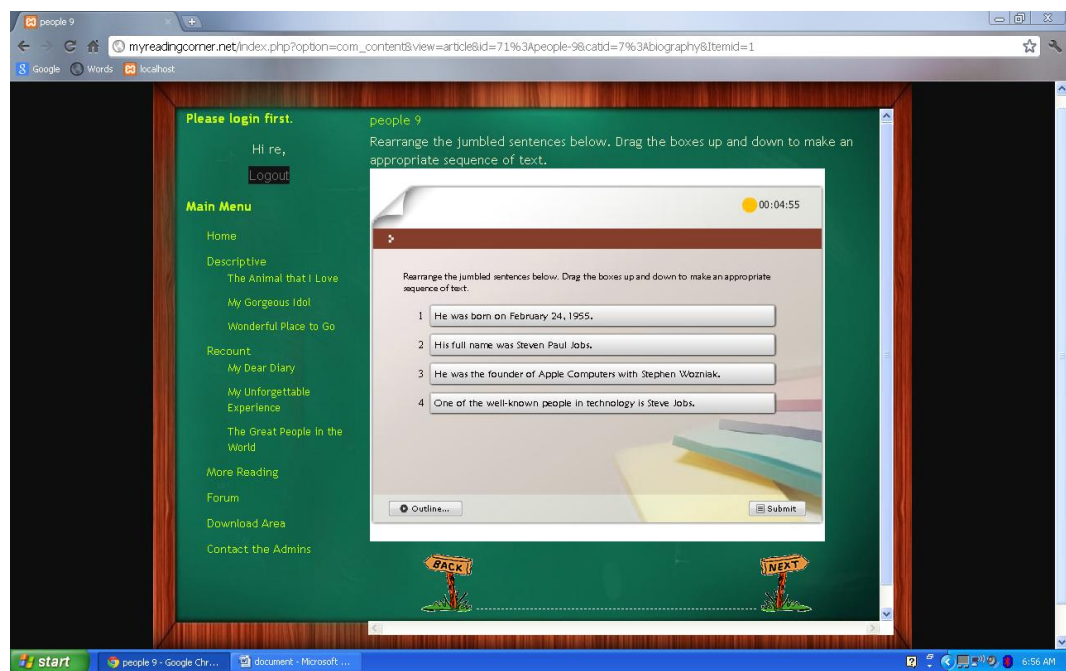 people 9
myreadingcorner.net/index.php?option=com_content&view=article&id=71%3Apeople-9&catid=7%3Abiography&Itemid=1
Google Words localhost
Please login first.
Hi re,
Logout
Main Menu
Home
Descriptive
The Animal that I Love
My Gorgeous Idol
Wonderful Place to Go
Recount
My Dear Diary
My Unforgettable
Experience
The Great People in the
World
More Reading
Forum
Download Area
Contact the Admins
people 9
Rearrange the jumbled sentences below. Drag the boxes up and down to make an
appropriate sequence of text.
00:04:55
Rearrange the jumbled sentences below. Drag the boxes up and down to make an appropriate
sequence of text.
1 He was born on February 24, 1955.
2 His full name was Steven Paul Jobs.
3 He was the founder of Apple Computers with Stephen Wozniak.
4 One of the well-known people in technology is Steve Jobs.
Outline...
Submit
BACK
NEXT
start
people 9 - Google Chr...
document - Microsoft ...
6:56 AM